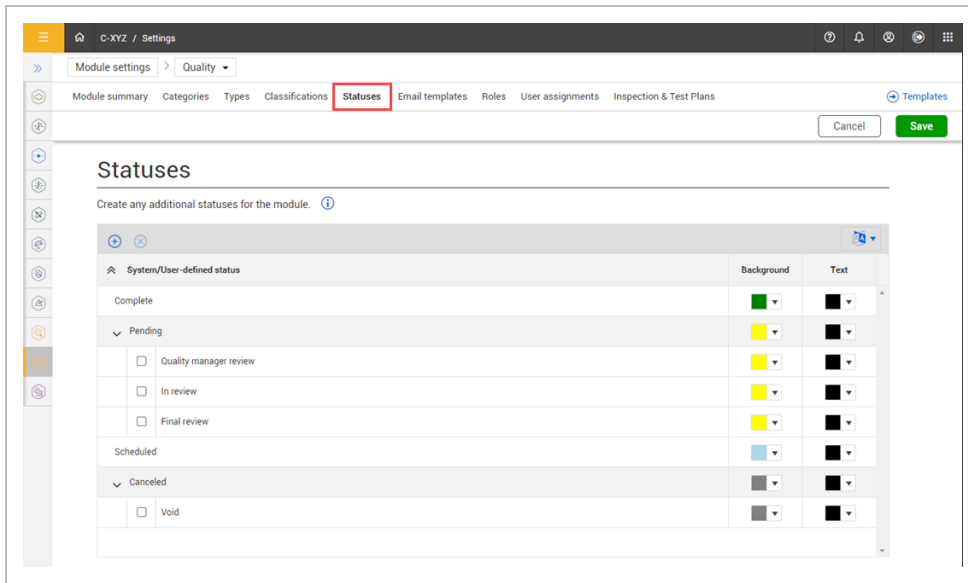 C-XYZ / Settings
Module settings > Quality
Module summary Categories Types Classifications Statuses Email templates Roles User assignments Inspection & Test Plans Templates
Cancel Save
Statuses
Create any additional statuses for the module.
System/User-defined status Background Text
Complete
Pending
Quality manager review
In review
Final review
Scheduled
Canceled
Void